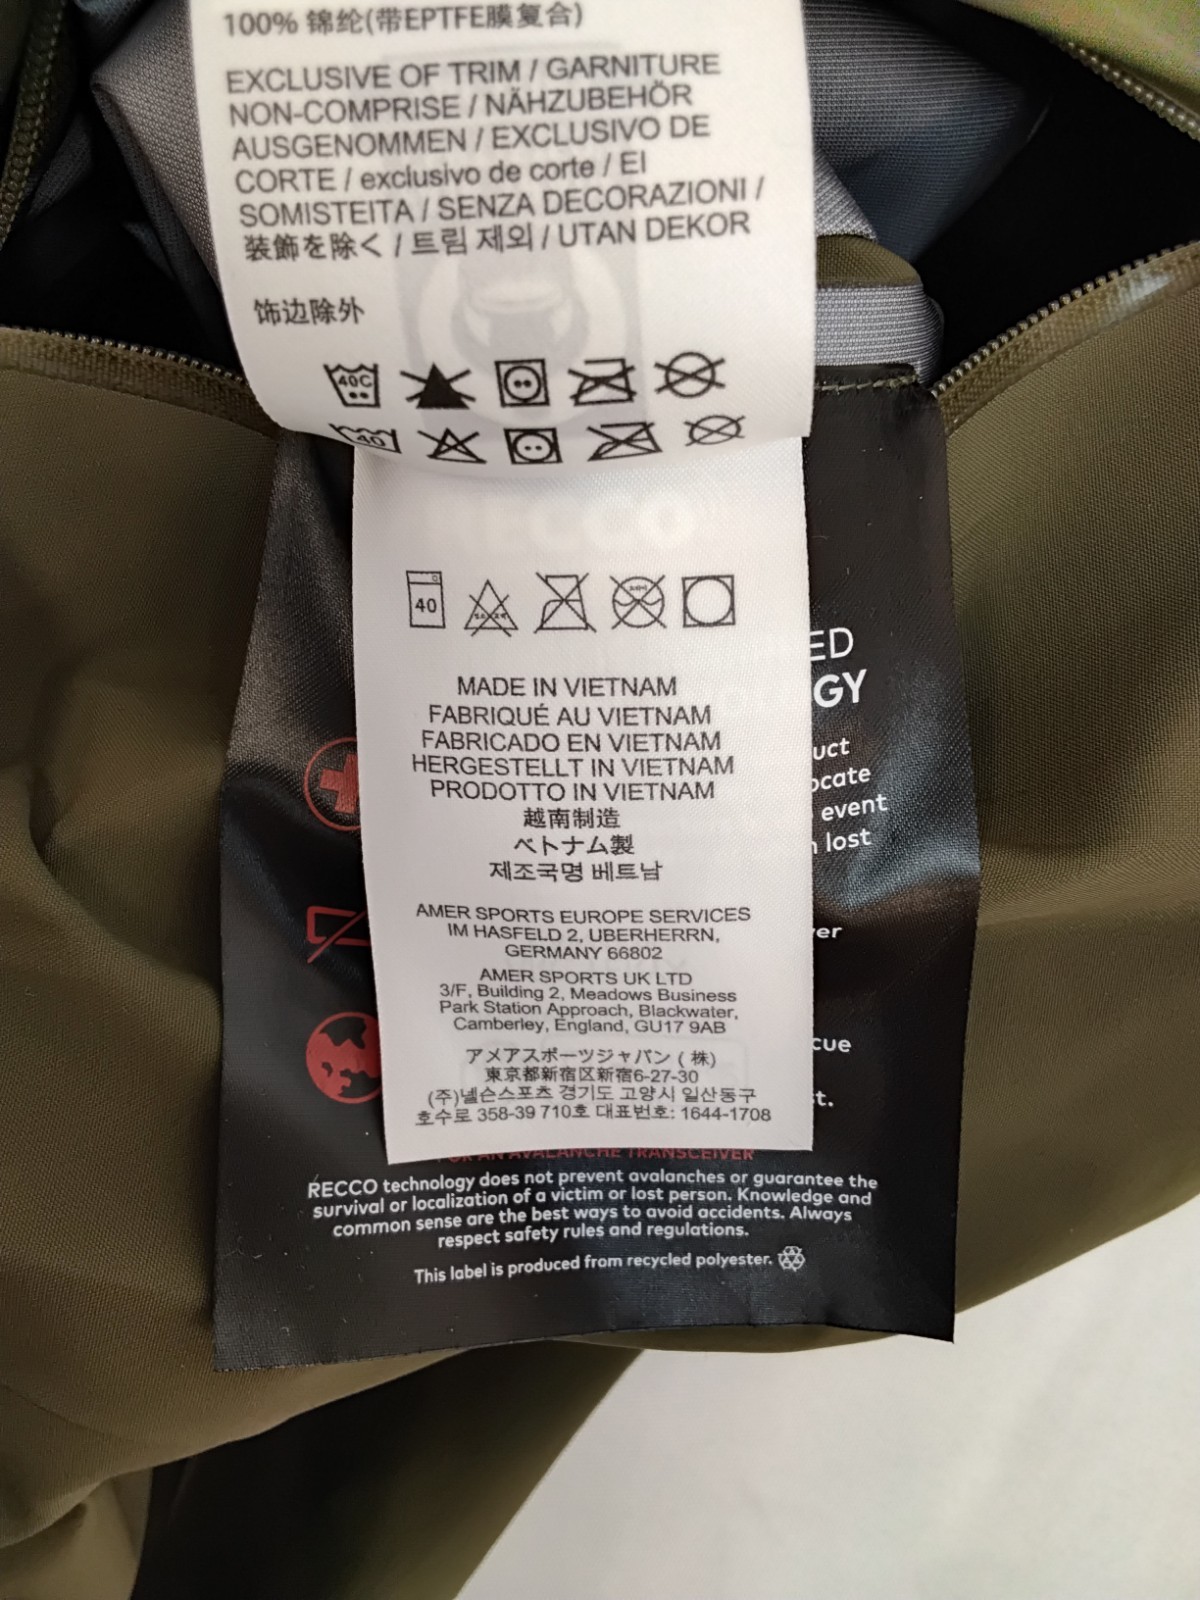 100% 锦纶(带EPTFE膜复合)
EXCLUSIVE OF TRIM / GARNITURE
NON-COMPRISE / NÄHZUBEHÖR
AUSGENOMMEN / EXCLUSIVO DE
CORTE / exclusivo de corte / EI
SOMISTEITA / SENZA DECORAZIONI /
装飾を除く / 트림 제외 / UTAN DEKOR
饰边除外
40C
40
RECCO
40
MADE IN VIETNAM
FABRIQUÉ AU VIETNAM
FABRICADO EN VIETNAM
HERGESTELLT IN VIETNAM
PRODOTTO IN VIETNAM
越南制造
ベトナム製
제조국명 베트남
AMER SPORTS EUROPE SERVICES
IM HASFELD 2, UBERHERRN,
GERMANY 66802
AMER SPORTS UK LTD
3/F, Building 2, Meadows Business
Park Station Approach, Blackwater,
Camberley, England, GU17 9AB
アメアスポーツジャパン ( 株)
東京都新宿区新宿6-27-30
(주)넬슨스포츠 경기도 고양시 일산동구
호수로 358-39 710호 대표번호: 1644-1708
ED
GY
uct
ocate
event
lost
er
cue
t.
OR AN AVALANCHE TRANSCEIVER
RECCO technology does not prevent avalanches or guarantee the
survival or localization of a victim or lost person. Knowledge and
common sense are the best ways to avoid accidents. Always
respect safety rules and regulations.
This label is produced from recycled polyester.